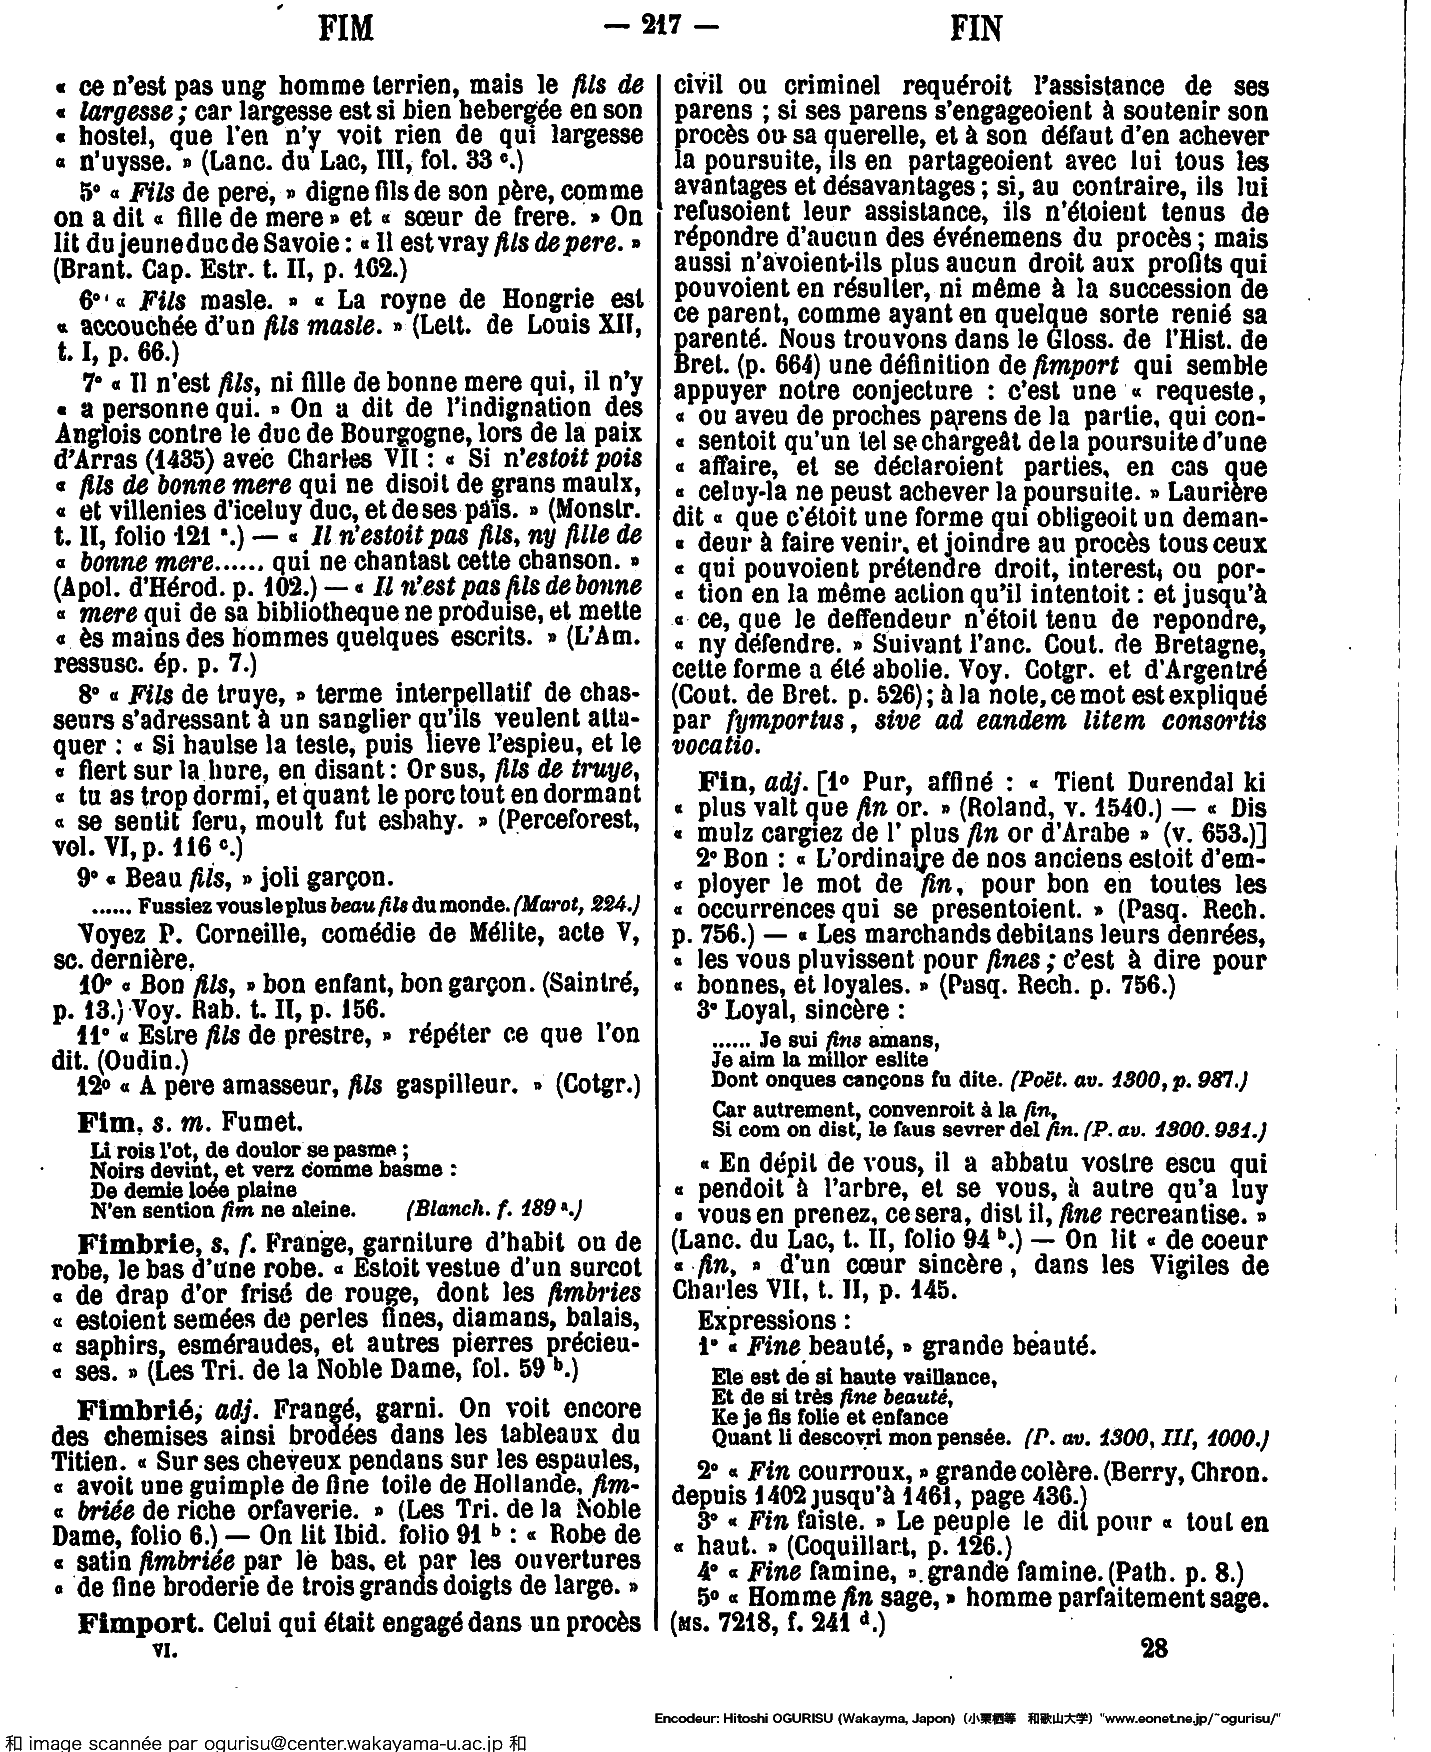 FIM — 217 — FIN
« ce n'est pas ung homme terrien, mais le fils de
« largesse ; car largesse est si bien hebergée en son
« hostel, que l'en n'y voit rien de qui largesse
« n'uysse. » (Lanc. du Lac, III, fol. 33 c.)
5° « Fils de pere, » digne fils de son père, comme
on a dit « fille de mere » et « sœur de frere. » On
lit du jeune duc de Savoie : « Il est vray fils de pere. »
(Brant. Cap. Estr. t. II, p. 162.)
6° « Fils masle. » « La royne de Hongrie est
« accouchée d'un fils masle. » (Lett. de Louis XII,
t. I, p. 66.)
7° « Il n'est fils, ni fille de bonne mere qui, il n'y
« a personne qui. » On a dit de l'indignation des
Anglois contre le duc de Bourgogne, lors de la paix
d'Arras (1435) avec Charles VII : « Si n'estoit pois
« fils de bonne mere qui ne disoit de grans maulx,
« et villenies d'iceluy duc, et de ses païs. » (Monstr.
t. II, folio 121 a.) — « Il n'estoit pas fils, ny fille de
« bonne mere...... qui ne chantast cette chanson. »
(Apol. d'Hérod. p. 102.) — « Il n'est pas fils de bonne
« mere qui de sa bibliotheque ne produise, et mette
« ès mains des hommes quelques escrits. » (L'Am.
ressusc. ép. p. 7.)
8° « Fils de truye, » terme interpellatif de chas-
seurs s'adressant à un sanglier qu'ils veulent atta-
quer : « Si haulse la teste, puis lieve l'espieu, et le
« fiert sur la hure, en disant : Or sus, fils de truye,
« tu as trop dormi, et quant le porc tout en dormant
« se sentit feru, moult fut esbahy. » (Perceforest,
vol. VI, p. 116 c.)
9° « Beau fils, » joli garçon.
...... Fussiez vous le plus beau fils du monde. (Marot, 224.)
Voyez P. Corneille, comédie de Mélite, acte V,
sc. dernière.
10° « Bon fils, » bon enfant, bon garçon. (Saintré,
p. 13.) Voy. Rab. t. II, p. 156.
11° « Estre fils de prestre, » répéter ce que l'on
dit. (Oudin.)
12° « A pere amasseur, fils gaspilleur. » (Cotgr.)
Fim, s. m. Fumet.
Li rois l'ot, de doulor se pasme ;
Noirs devint, et verz comme basme :
De demie loée plaine
N'en sention fim ne aleine. (Blanch. f. 189 a.)
Fimbrie, s. f. Frange, garniture d'habit ou de
robe, le bas d'une robe. « Estoit vestue d'un surcot
« de drap d'or frisé de rouge, dont les fimbries
« estoient semées de perles fines, diamans, balais,
« saphirs, esméraudes, et autres pierres précieu-
« ses. » (Les Tri. de la Noble Dame, fol. 59 b.)
Fimbrié, adj. Frangé, garni. On voit encore
des chemises ainsi brodées dans les tableaux du
Titien. « Sur ses cheveux pendans sur les espaules,
« avoit une guimple de fine toile de Hollande, fim-
« briée de riche orfaverie. » (Les Tri. de la Noble
Dame, folio 6.) — On lit Ibid. folio 91 b : « Robe de
« satin fimbriée par le bas, et par les ouvertures
« de fine broderie de trois grands doigts de large. »
Fimport. Celui qui était engagé dans un procès
VI.
civil ou criminel requéroit l'assistance de ses
parens ; si ses parens s'engageoient à soutenir son
procès ou sa querelle, et à son défaut d'en achever
la poursuite, ils en partageoient avec lui tous les
avantages et désavantages ; si, au contraire, ils lui
refusoient leur assistance, ils n'étoient tenus de
répondre d'aucun des événemens du procès ; mais
aussi n'avoient-ils plus aucun droit aux profits qui
pouvoient en résulter, ni même à la succession de
ce parent, comme ayant en quelque sorte renié sa
parenté. Nous trouvons dans le Gloss. de l'Hist. de
Bret. (p. 664) une définition de fimport qui semble
appuyer notre conjecture : c'est une « requeste,
« ou aveu de proches parens de la partie, qui con-
« sentoit qu'un tel se chargeât de la poursuite d'une
« affaire, et se déclaroient parties, en cas que
« celuy-la ne peust achever la poursuite. » Laurière
dit « que c'étoit une forme qui obligeoit un deman-
« deur à faire venir, et joindre au procès tous ceux
« qui pouvoient prétendre droit, interest, ou por-
« tion en la même action qu'il intentoit : et jusqu'à
« ce, que le deffendeur n'étoit tenu de repondre,
« ny défendre. » Suivant l'anc. Cout. de Bretagne,
cette forme a été abolie. Voy. Cotgr. et d'Argentré
(Cout. de Bret. p. 526) ; à la note, ce mot est expliqué
par fymportus, sive ad eandem litem consortis
vocatio.
Fin, adj. [1° Pur, affiné : « Tient Durendal ki
« plus valt que fin or. » (Roland, v. 1540.) — « Dis
« mulz cargiez de l' plus fin or d'Arabe » (v. 653.)]
2° Bon : « L'ordinaire de nos anciens estoit d'em-
« ployer le mot de fin, pour bon en toutes les
« occurrences qui se presentoient. » (Pasq. Rech.
p. 756.) — « Les marchands debitans leurs denrées,
« les vous pluvissent pour fines ; c'est à dire pour
« bonnes, et loyales. » (Pasq. Rech. p. 756.)
3° Loyal, sincère :
...... Je sui fins amans,
Je aim la millor eslite
Dont onques cançons fu dite. (Poët. av. 1300, p. 987.)
Car autrement, convenroit à la fin,
Si com on dist, le faus sevrer del fin. (P. av. 1300. 931.)
« En dépit de vous, il a abbatu vostre escu qui
« pendoit à l'arbre, et se vous, à autre qu'a luy
« vous en prenez, ce sera, dist il, fine recreantise. »
(Lanc. du Lac, t. II, folio 94 b.) — On lit « de coeur
« fin, » d'un cœur sincère, dans les Vigiles de
Charles VII, t. II, p. 145.
Expressions :
1° « Fine beauté, » grande beauté.
Ele est de si haute vaillance,
Et de si très fine beauté,
Ke je fis folie et enfance
Quant li descovri mon pensée. (P. av. 1300, III, 1000.)
2° « Fin courroux, » grande colère. (Berry, Chron.
depuis 1402 jusqu'à 1461, page 436.)
3° « Fin faiste. » Le peuple le dit pour « tout en
« haut. » (Coquillart, p. 126.)
4° « Fine famine, » grande famine. (Path. p. 8.)
5° « Homme fin sage, » homme parfaitement sage.
(MS. 7218, f. 241 d.)
28
Encodeur: Hitoshi OGURISU (Wakayma, Japon) (小栗栖等 和歌山大学) "www.eonet.ne.jp/~ogurisu/"
和 image scannée par ogurisu@center.wakayama-u.ac.jp 和